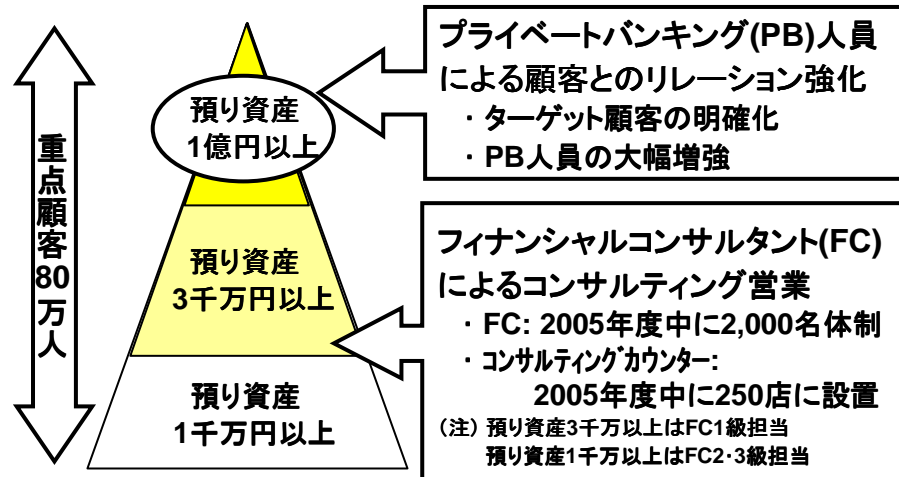 重点顧客80万人
預り資産
1億円以上
預り資産
3千万円以上
預り資産
1千万円以上
プライベートバンキング(PB)人員
による顧客とのリレーション強化
・ターゲット顧客の明確化
・PB人員の大幅増強
フィナンシャルコンサルタント(FC)
によるコンサルティング営業
・FC: 2005年度中に2,000名体制
・ｺﾝｻﾙﾃｨﾝｸﾞｶｳﾝﾀｰ:
2005年度中に250店に設置
(注) 預り資産3千万以上はFC1級担当
預り資産1千万以上はFC2･3級担当